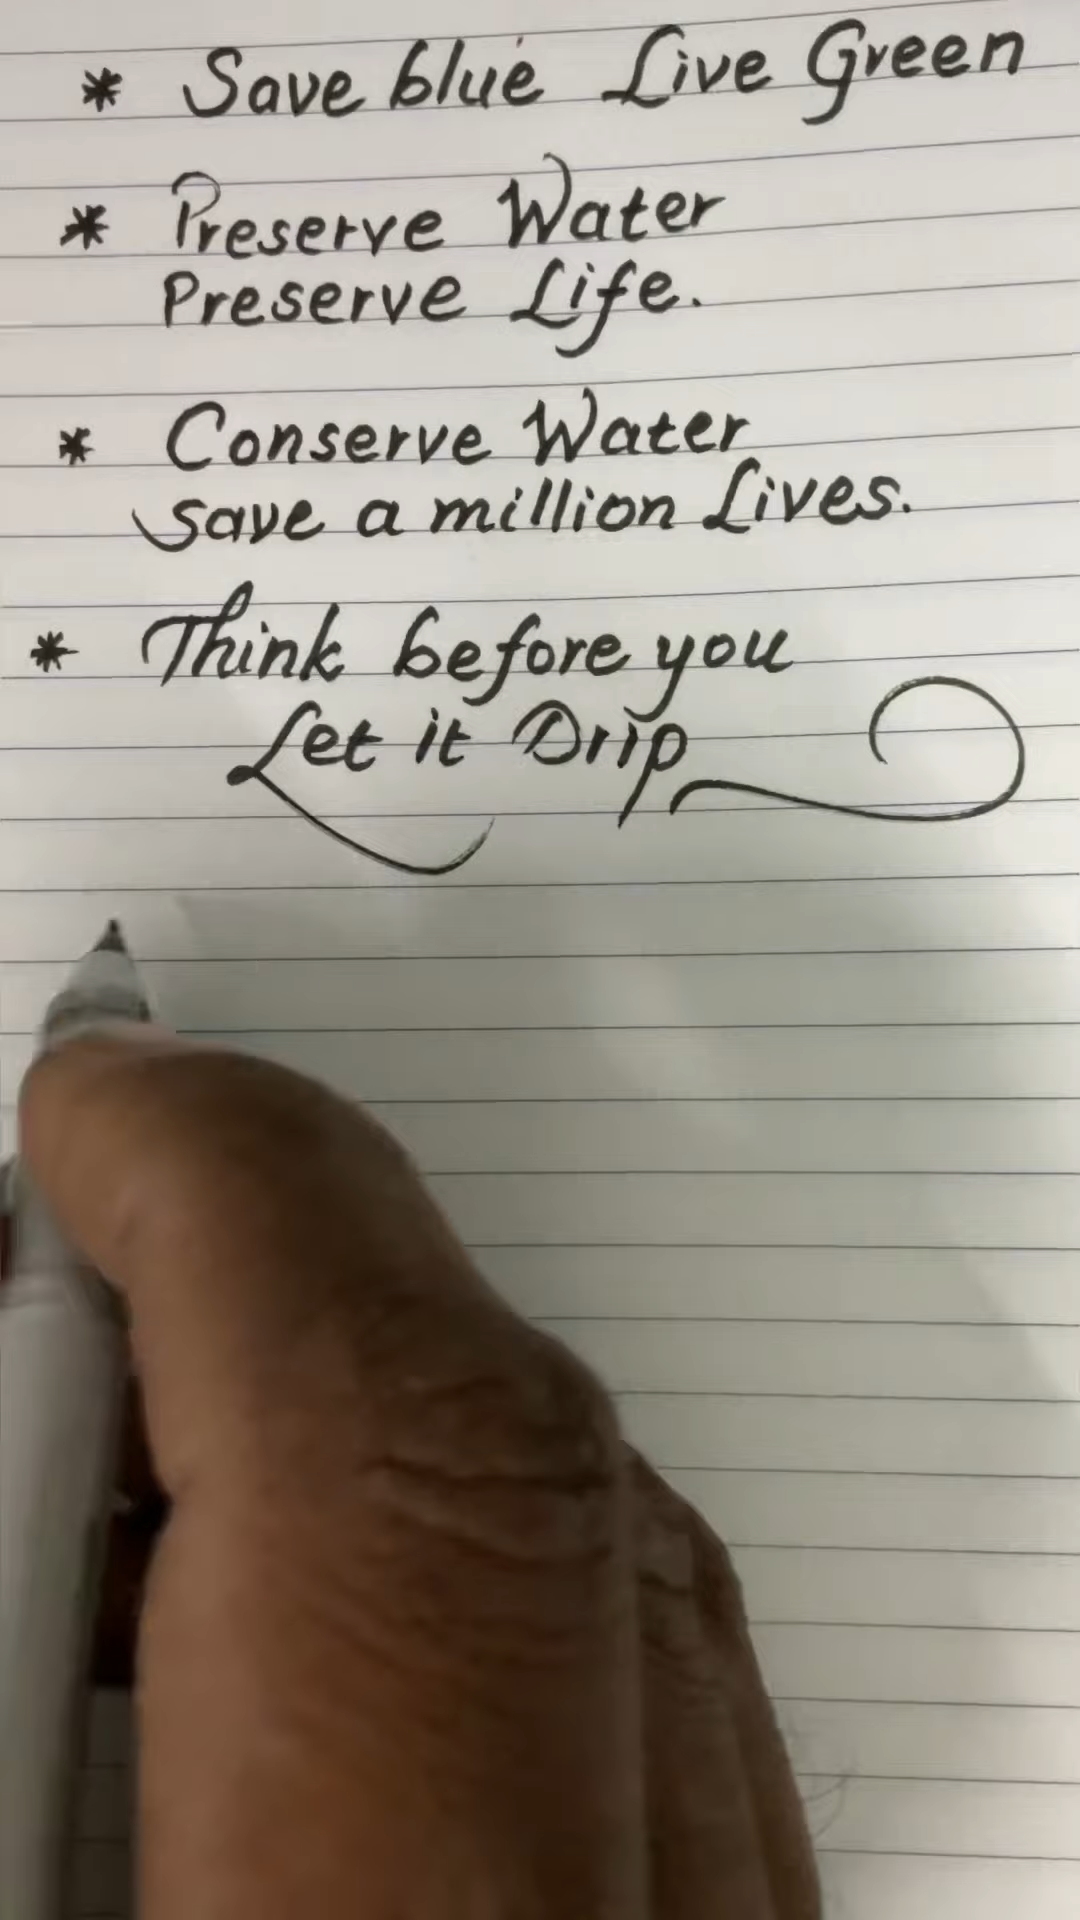 * Save blue Live Green
* Preserve Water
Preserve Life.
* Conserve Water
save a million Lives.
* Think before you
Let it Drip